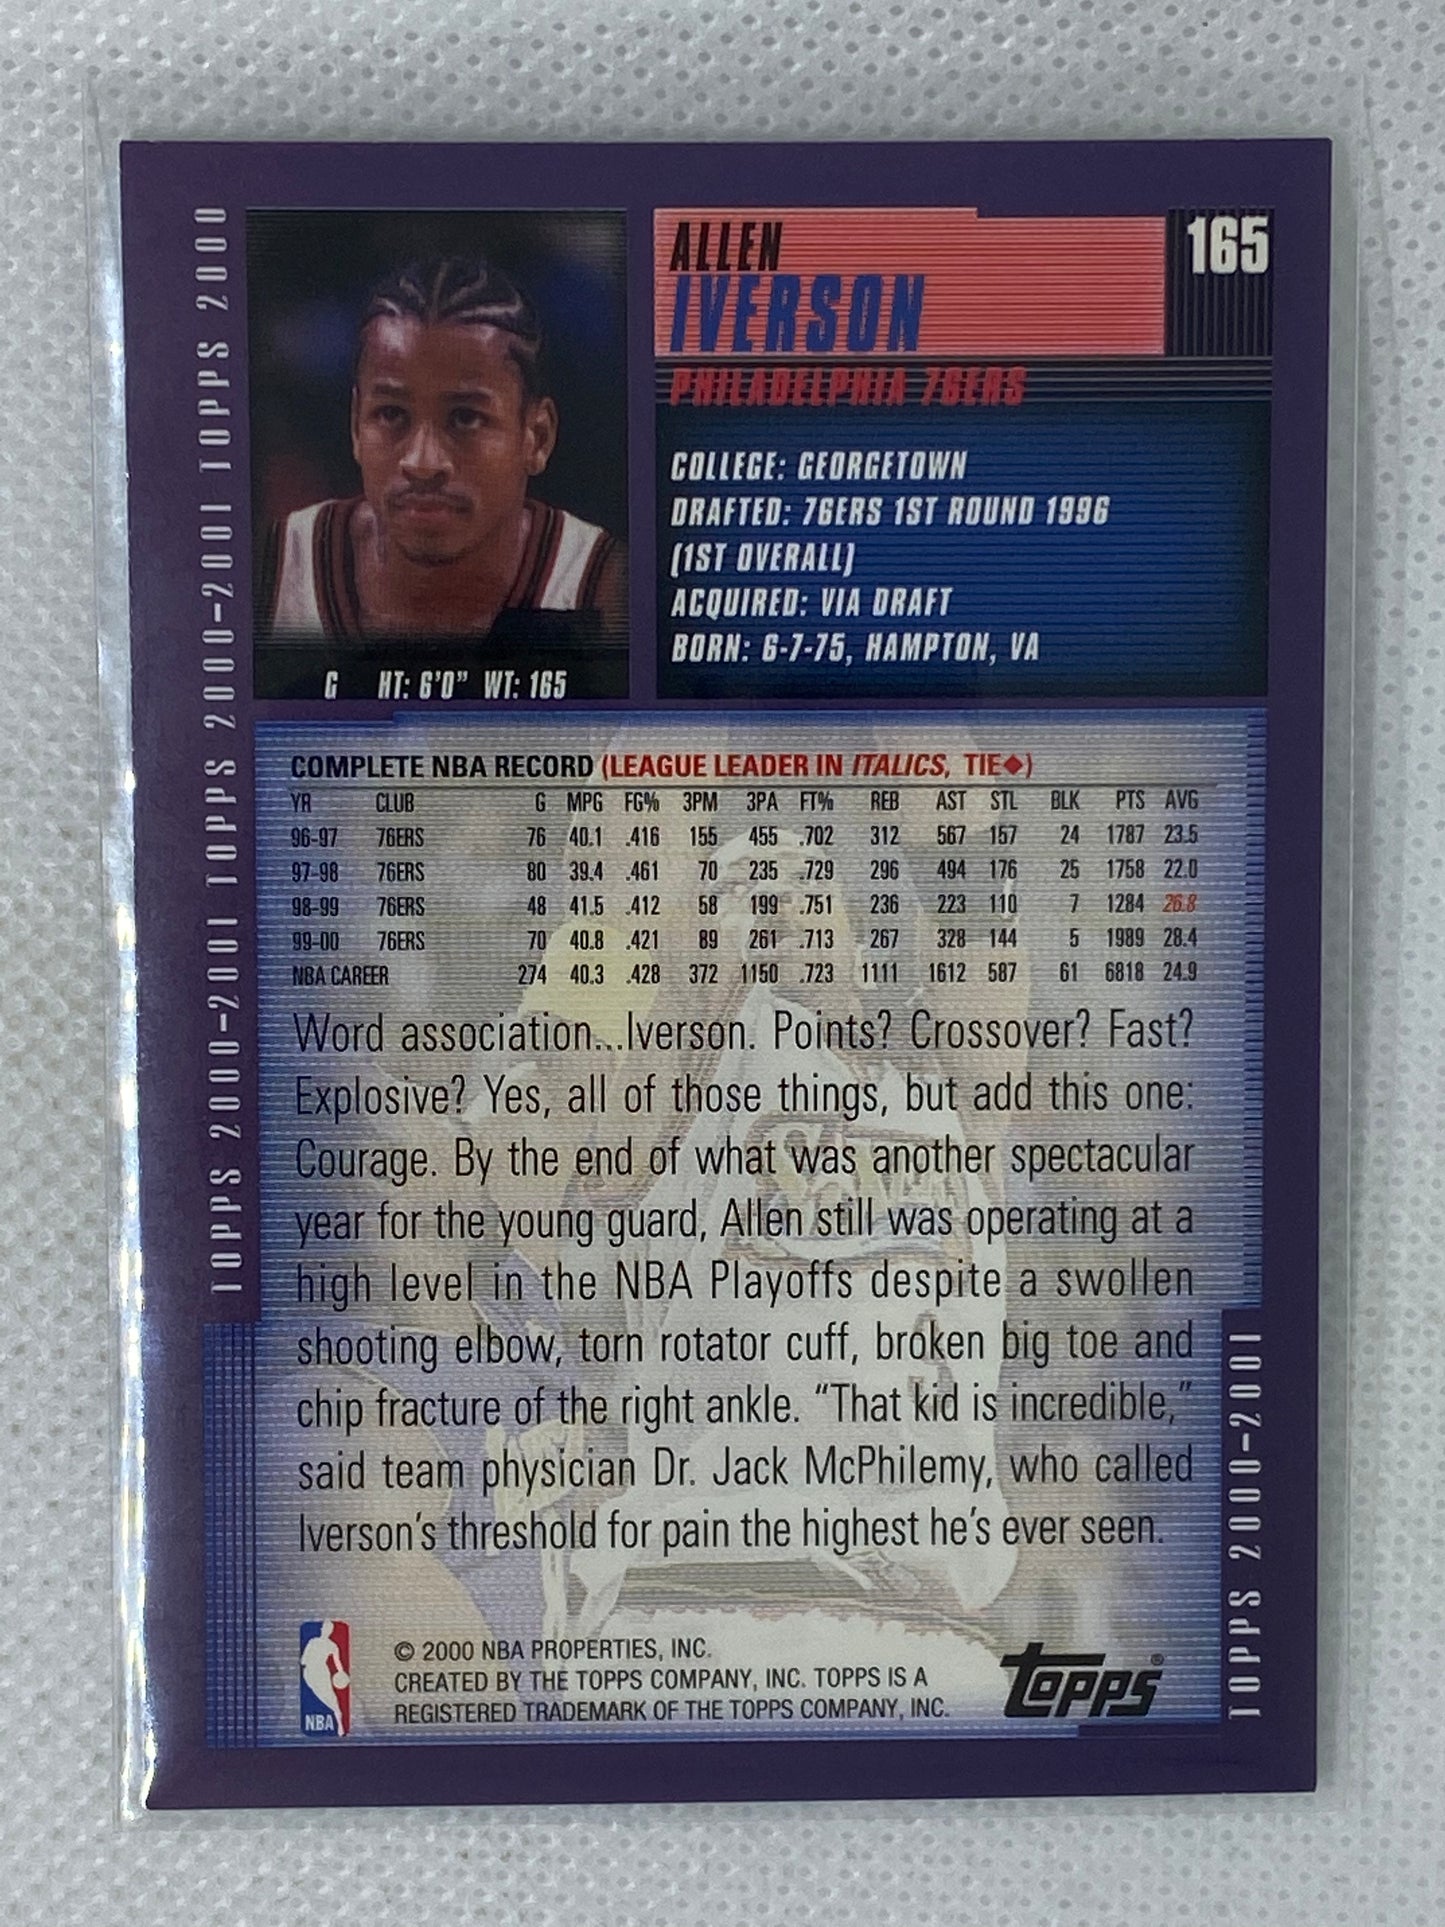 TOPPS 2000-2001 TOPPS 2000-2001 TOPPS 2000
165
ALLEN
IVERSON
PHILADELPHIA 76ERS
COLLEGE: GEORGETOWN
DRAFTED: 76ERS 1ST ROUND 1996
(1ST OVERALL)
ACQUIRED: VIA DRAFT
BORN: 6-7-75, HAMPTON, VA
G HT: 6'0" WT: 165
COMPLETE NBA RECORD (LEAGUE LEADER IN ITALICS, TIE◆)
YR CLUB G MPG FG% 3PM 3PA FT% REB AST STL BLK PTS AVG
96-97 76ERS 76 40.1 .416 155 455 .702 312 567 157 24 1787 23.5
97-98 76ERS 80 39.4 .461 70 235 .729 296 494 176 25 1758 22.0
98-99 76ERS 48 41.5 .412 58 199 .751 236 223 110 7 1284 26.8
99-00 76ERS 70 40.8 .421 89 261 .713 267 328 144 5 1989 28.4
NBA CAREER 274 40.3 .428 372 1150 .723 1111 1612 587 61 6818 24.9
Word association...Iverson. Points? Crossover? Fast?
Explosive? Yes, all of those things, but add this one:
Courage. By the end of what was another spectacular
year for the young guard, Allen still was operating at a
high level in the NBA Playoffs despite a swollen
shooting elbow, torn rotator cuff, broken big toe and
chip fracture of the right ankle. “That kid is incredible,”
said team physician Dr. Jack McPhilemy, who called
Iverson's threshold for pain the highest he's ever seen.
NBA
© 2000 NBA PROPERTIES, INC.
CREATED BY THE TOPPS COMPANY, INC. TOPPS IS A
REGISTERED TRADEMARK OF THE TOPPS COMPANY, INC.
TOPPS®
TOPPS 2000-2001